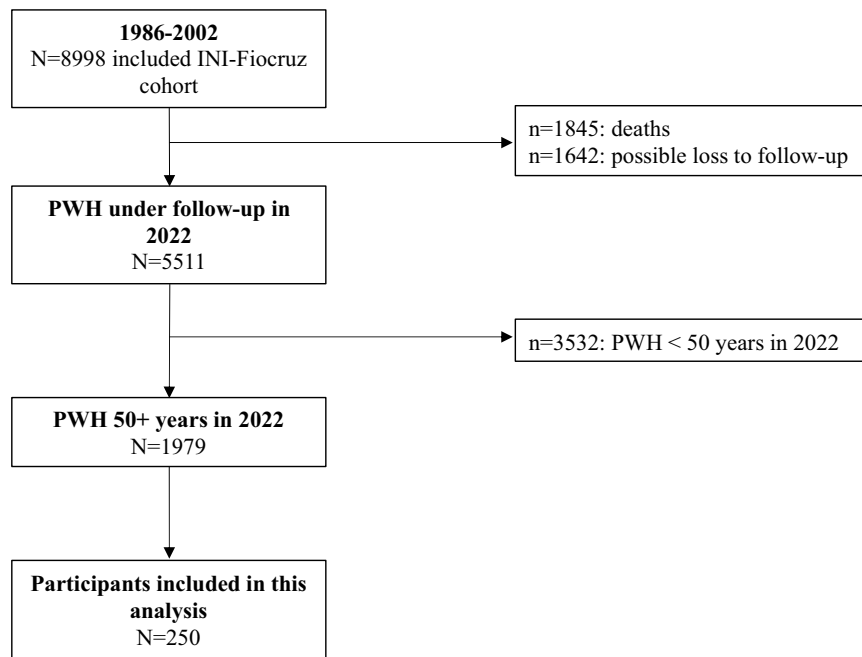 1986-2002
N=8998 included INI-Fiocruz
cohort
n=1845: deaths
n=1642: possible loss to follow-up
PWH under follow-up in
2022
N=5511
n=3532: PWH < 50 years in 2022
PWH 50+ years in 2022
N=1979
Participants included in this
analysis
N=250